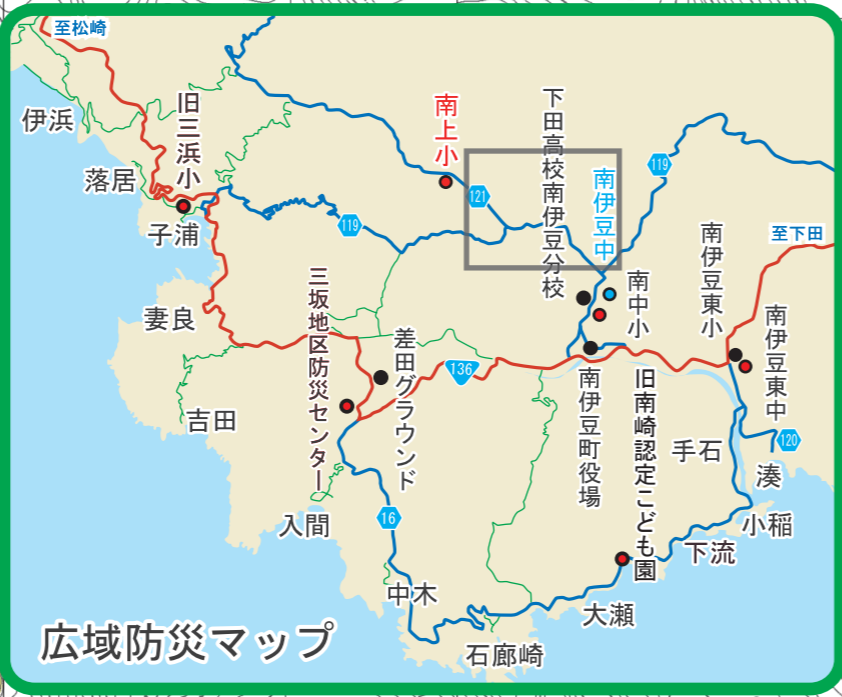 至松崎
伊浜
旧三浜小
落居
子浦
妻良
吉田
南上小
121
119
下田高校南伊豆分校
南伊豆中
119
至下田
南中小
南伊豆東小
南伊豆東中
三坂地区防災センター
差田グラウンド
136
南伊豆町役場
旧南崎認定こども園
手石
120
湊
小稲
下流
入間
16
中木
大瀬
石廊崎
広域防災マップ